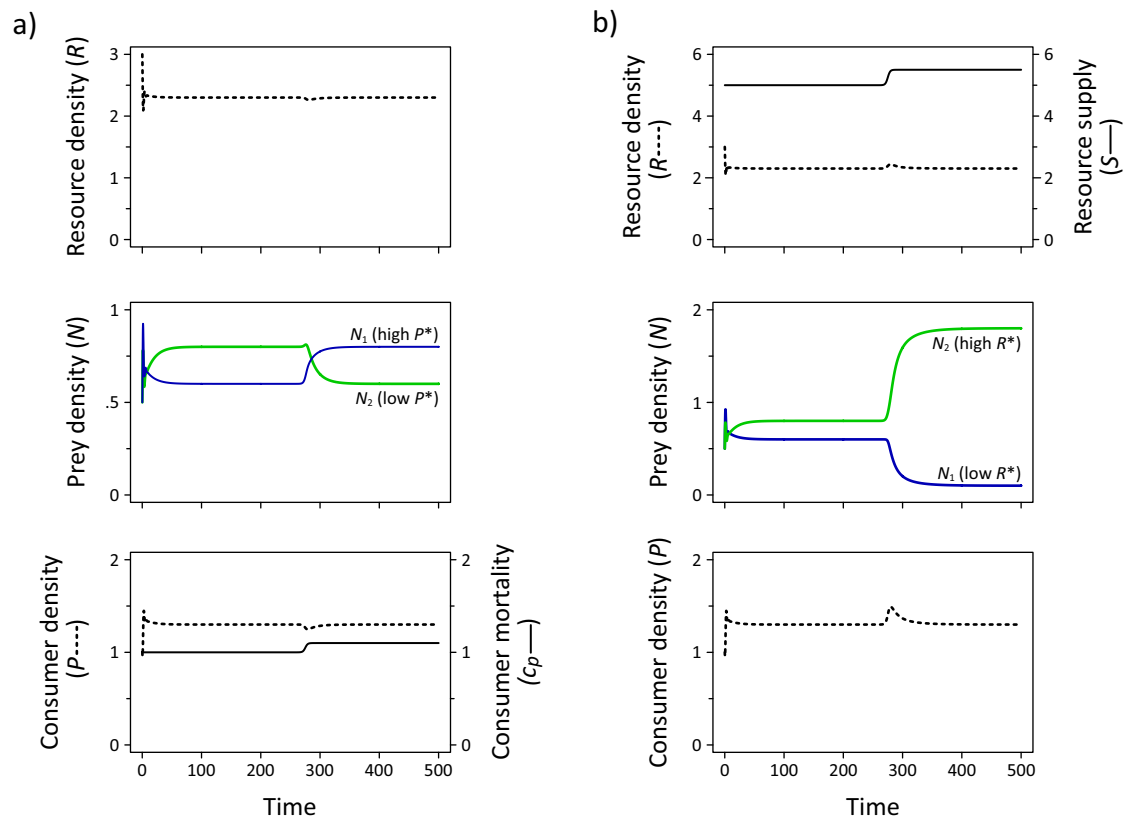 a)
Resource density (R)
3
2
1
0
Prey density (N)
1
.5
0
N1 (high P*)
N2 (low P*)
Consumer density
(P-----)
2
1
0
Consumer mortality
(cp—)
2
1
0
0 100 200 300 400 500
Time
b)
Resource density
(R----)
6
4
2
0
Resource supply
(S—)
6
4
2
0
Prey density (N)
2
1
0
N2 (high R*)
N1 (low R*)
Consumer density (P)
2
1
0
0 100 200 300 400 500
Time